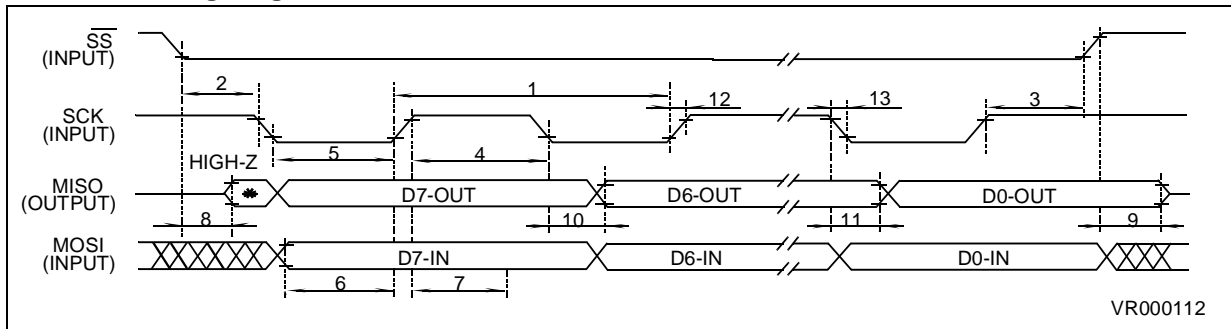 SS
(INPUT)
2
1
12
13
3
SCK
(INPUT)
5
4
HIGH-Z
MISO
(OUTPUT)
D7-OUT
D6-OUT
D0-OUT
8
10
11
9
MOSI
(INPUT)
D7-IN
D6-IN
D0-IN
6
7
VR000112